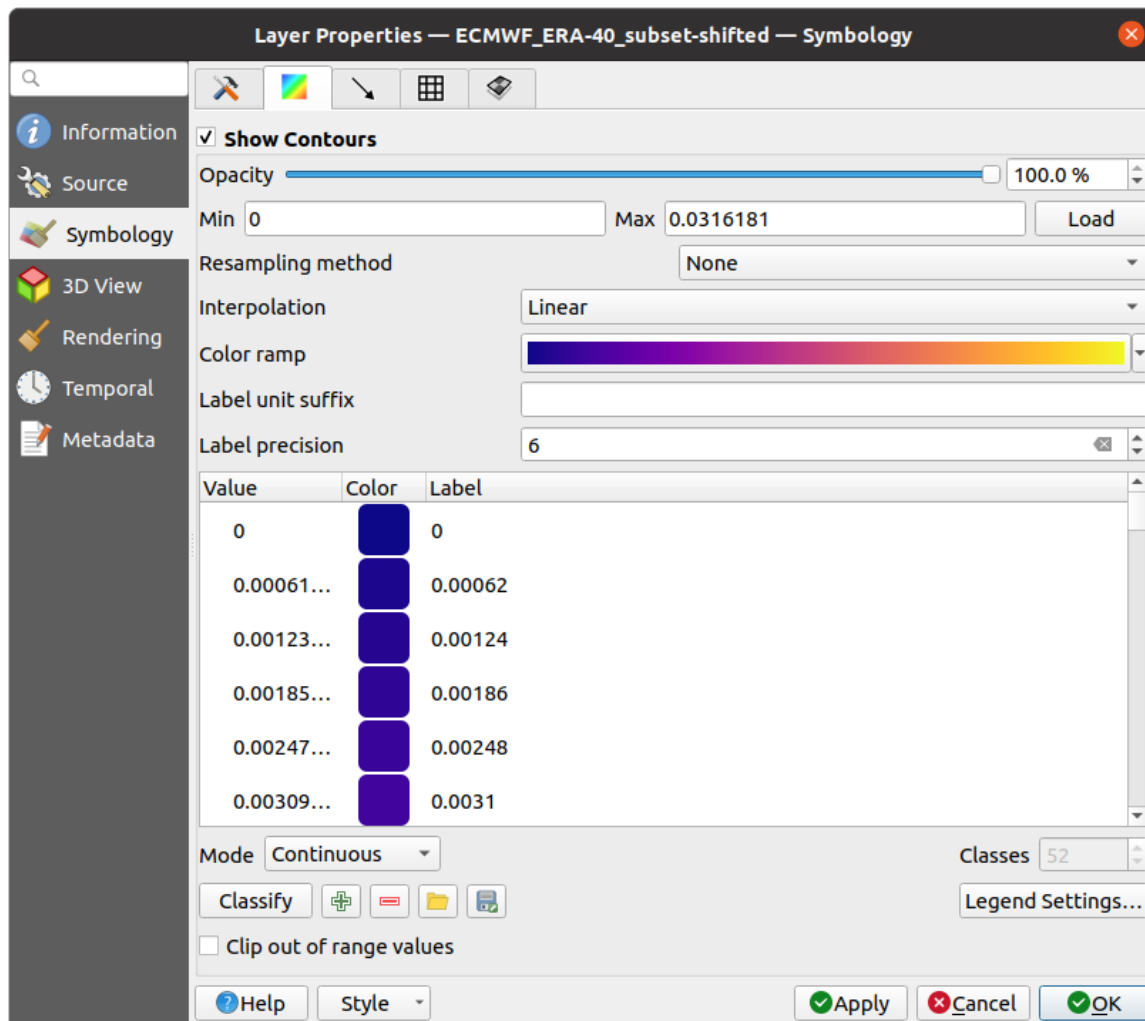 Layer Properties — ECMWF_ERA-40_subset-shifted — Symbology
Information
Source
Symbology
3D View
Rendering
Temporal
Metadata
Show Contours
Opacity 100.0 %
Min 0 Max 0.0316181 Load
Resampling method None
Interpolation Linear
Color ramp
Label unit suffix
Label precision 6
Value Color Label
0 0
0.00061... 0.00062
0.00123... 0.00124
0.00185... 0.00186
0.00247... 0.00248
0.00309... 0.0031
Mode Continuous Classes 52
Classify Legend Settings...
Clip out of range values
Help Style Apply Cancel OK